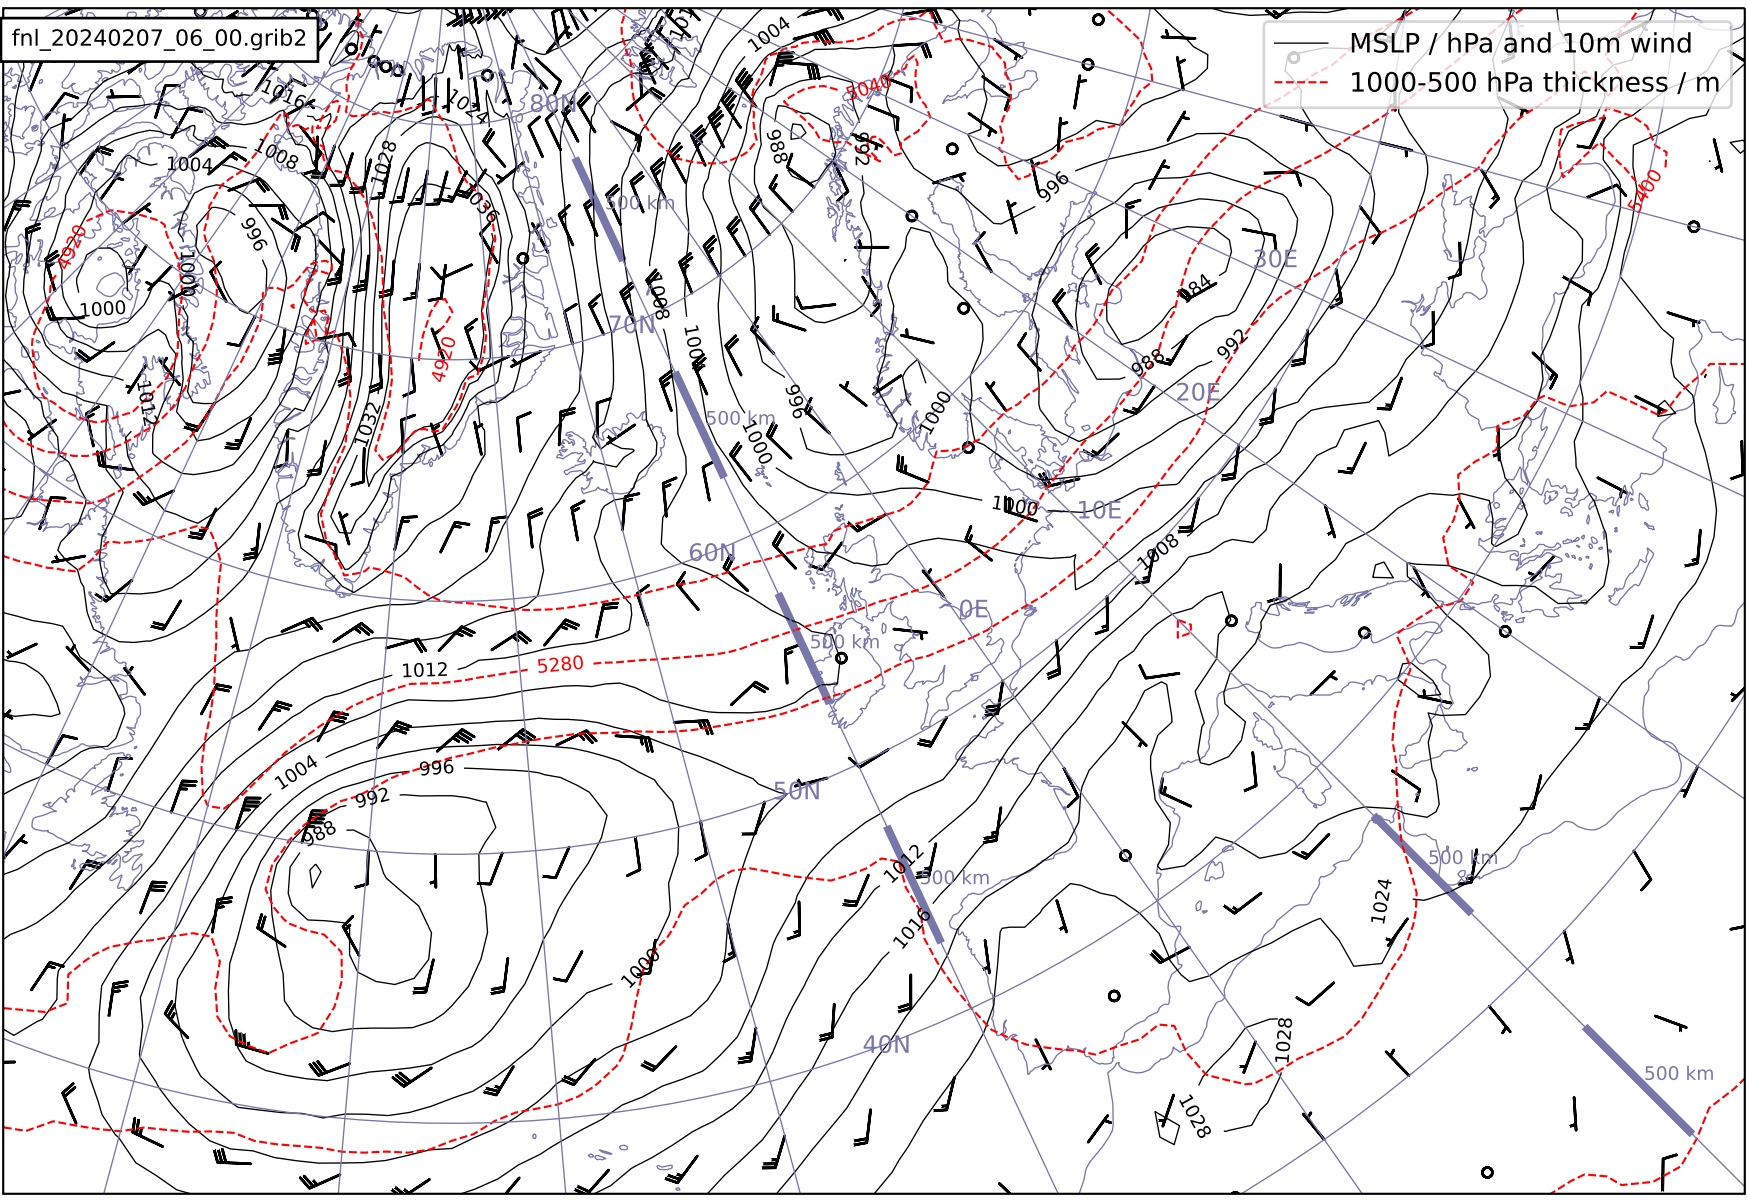 fnl_20240207_06_00.grib2
MSLP / hPa and 10m wind
1000-500 hPa thickness / m
1004
1016
1024
80N
5040
1008
1004
1028
988
992
996
5400
1036
500 km
996
4920
1000
30E
1000
984
1008
70N
992
988
4920
20E
1012
1032
996
1000
500 km
1000
1000
10E
60N
1008
0E
500 km
1012
5280
1004
996
992
50N
988
1012
500 km
500 km
1024
1016
1000
40N
1028
500 km
1028